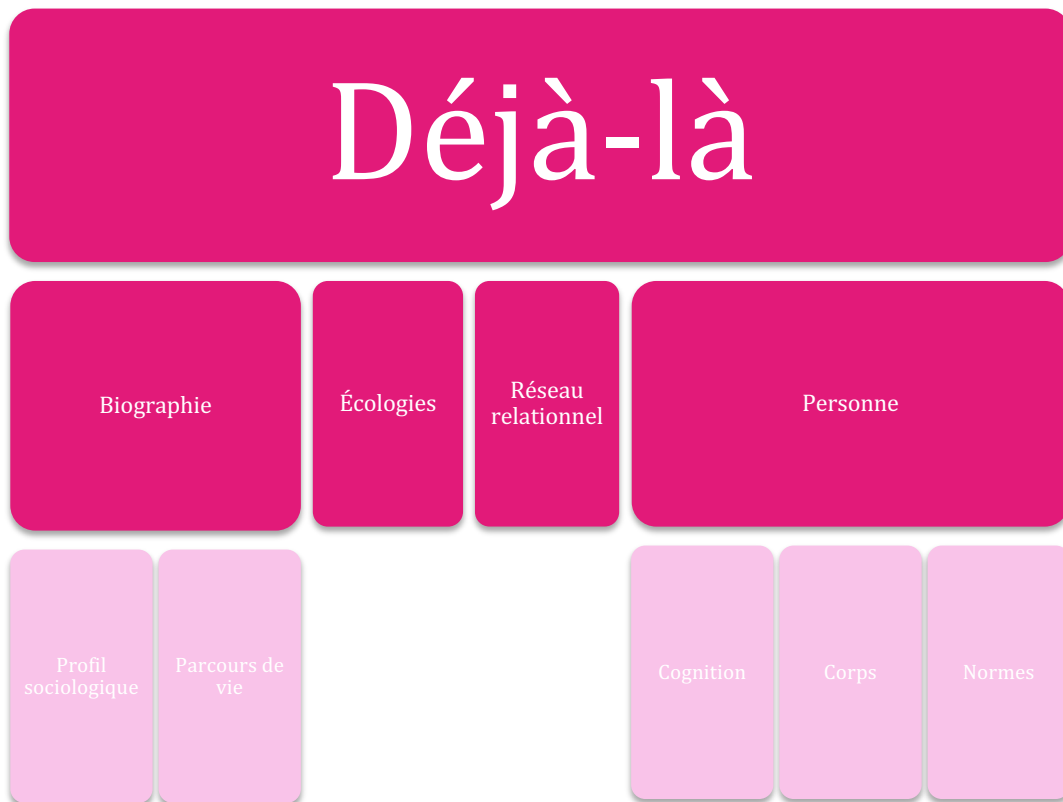 Déjà-là
Biographie
Écologies
Réseau
relationnel
Personne
Profil
sociologique
Parcours de
vie
Cognition
Corps
Normes